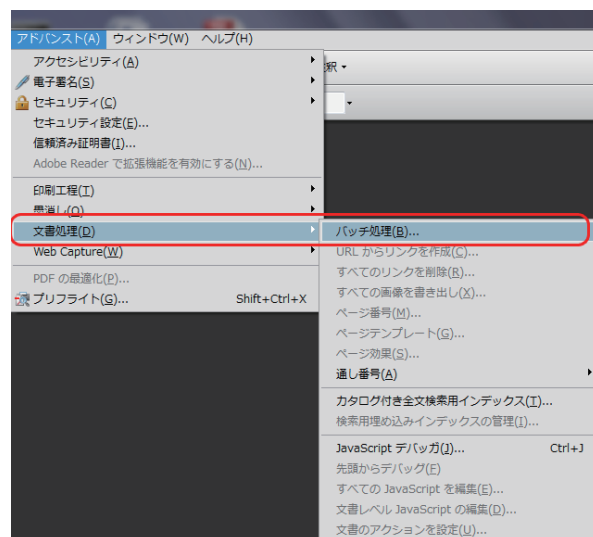 アドバンスト(A) ウィンドウ(W) ヘルプ(H)
アクセシビリティ(A)
電子署名(S)
セキュリティ(C)
セキュリティ設定(E)...
信頼済み証明書(I)...
Adobe Reader で拡張機能を有効にする(N)...
印刷工程(T)
墨消し(O)
文書処理(D)
Web Capture(W)
PDF の最適化(P)...
プリフライト(G)... Shift+Ctrl+X
釈
バッチ処理(B)...
URL からリンクを作成(C)...
すべてのリンクを削除(R)...
すべての画像を書き出し(X)...
ページ番号(M)...
ページテンプレート(G)...
ページ効果(S)...
通し番号(A)
カタログ付き全文検索用インデックス(T)...
検索用埋め込みインデックスの管理(I)...
JavaScript デバッガ(J)... Ctrl+J
先頭からデバッグ(F)
すべての JavaScript を編集(E)...
文書レベル JavaScript の編集(D)...
文書のアクションを設定(U)...